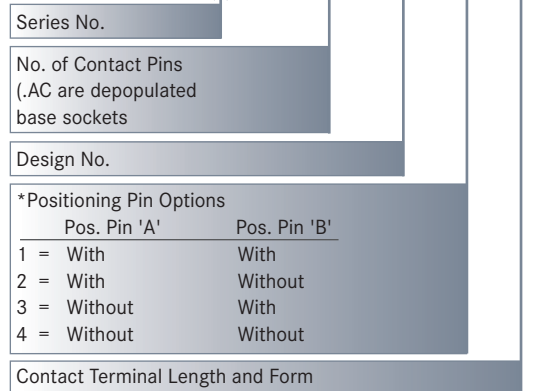 Series No.
No. of Contact Pins
(.AC are depopulated
base sockets
Design No.
*Positioning Pin Options
Pos. Pin 'A' Pos. Pin 'B'
1 = With With
2 = With Without
3 = Without With
4 = Without Without
Contact Terminal Length and Form